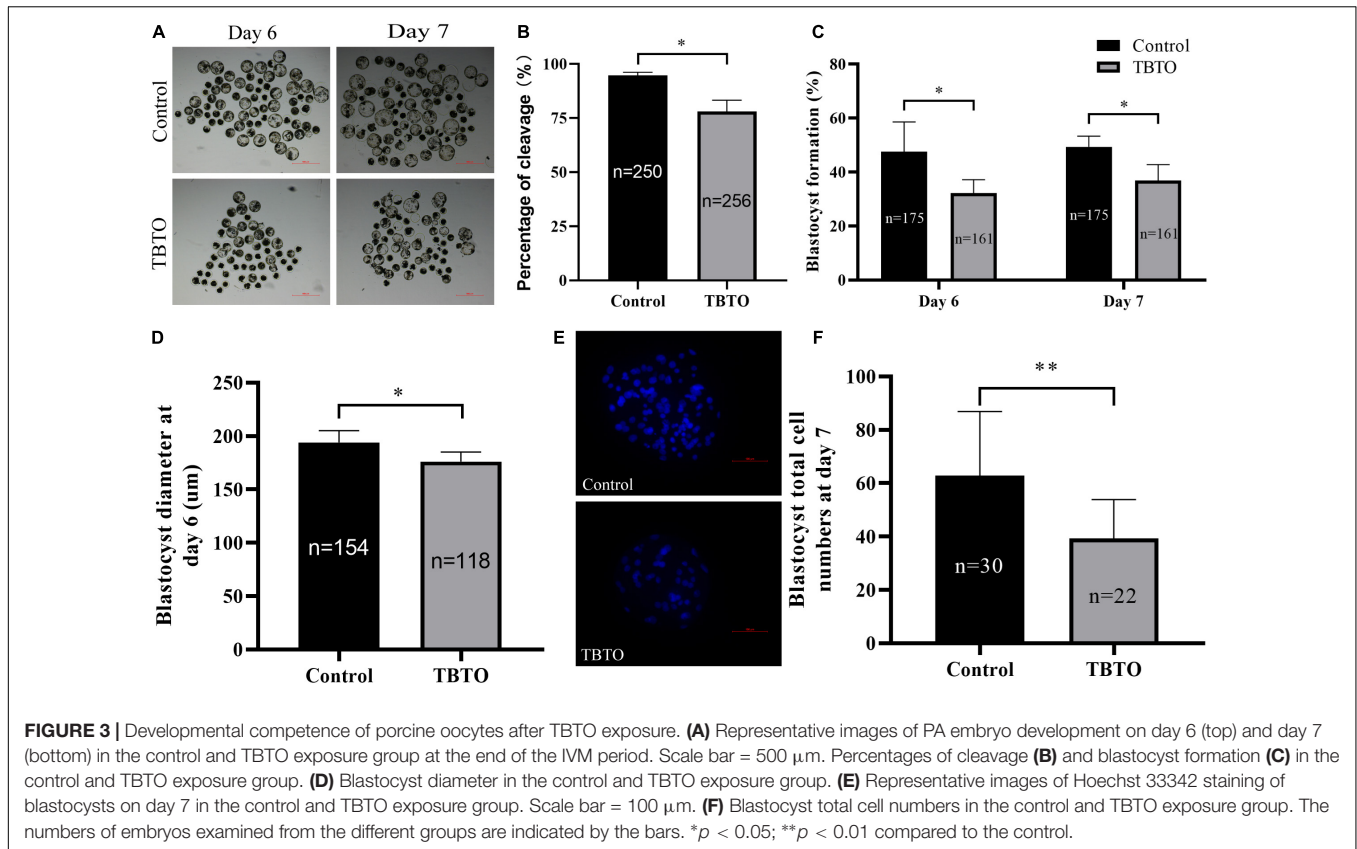 A
Day 6
Day 7
Control
TBTO
B
Percentage of cleavage (%)
100
75
50
25
0
*
n=250
n=256
Control
TBTO
C
Control
TBTO
Blastocyst formation (%)
80
60
40
20
0
*
*
n=175
n=161
n=175
n=161
Day 6
Day 7
D
Blastocyst diameter at
day 6 (um)
250
200
150
100
50
0
*
n=154
n=118
Control
TBTO
E
Control
TBTO
F
Blastocyst total cell
numbers at day 7
100
80
60
40
20
0
**
n=30
n=22
Control
TBTO
FIGURE 3 | Developmental competence of porcine oocytes after TBTO exposure. (A) Representative images of PA embryo development on day 6 (top) and day 7
(bottom) in the control and TBTO exposure group at the end of the IVM period. Scale bar = 500 μm. Percentages of cleavage (B) and blastocyst formation (C) in the
control and TBTO exposure group. (D) Blastocyst diameter in the control and TBTO exposure group. (E) Representative images of Hoechst 33342 staining of
blastocysts on day 7 in the control and TBTO exposure group. Scale bar = 100 μm. (F) Blastocyst total cell numbers in the control and TBTO exposure group. The
numbers of embryos examined from the different groups are indicated by the bars. *p < 0.05; **p < 0.01 compared to the control.